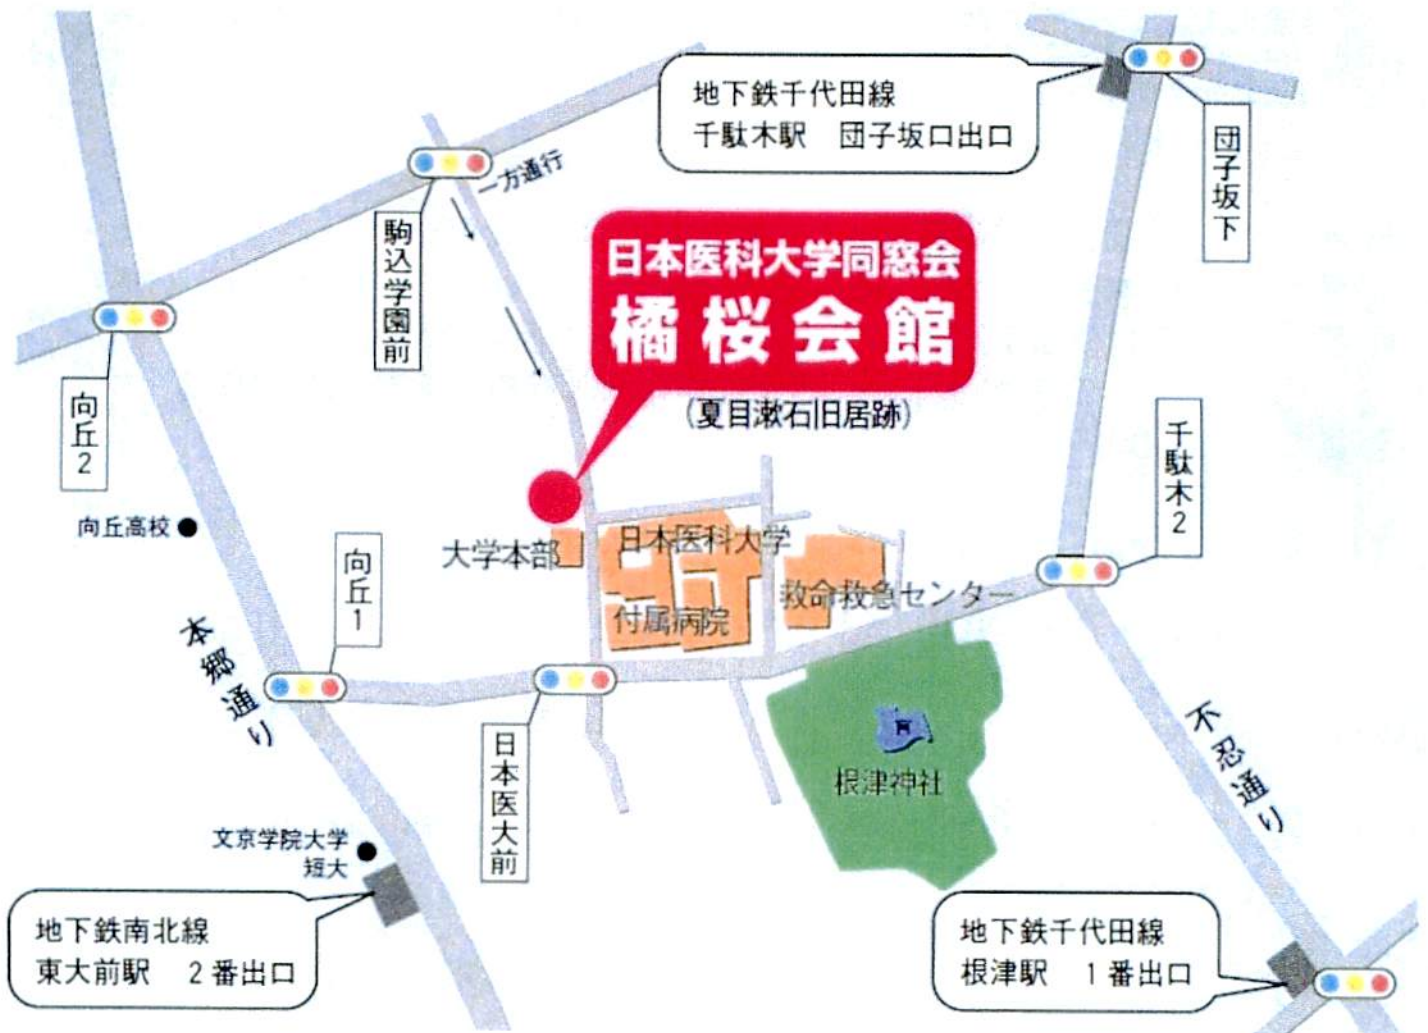 地下鉄千代田線
千駄木駅　団子坂口出口
団子坂下
一方通行
駒込学園前
日本医科大学同窓会
橘桜会館
(夏目漱石旧居跡)
向丘2
千駄木2
向丘高校
向丘1
大学本部
日本医科大学
付属病院
救命救急センター
本郷通り
日本医大前
根津神社
不忍通り
文京学院大学
短大
地下鉄南北線
東大前駅　2番出口
地下鉄千代田線
根津駅　1番出口